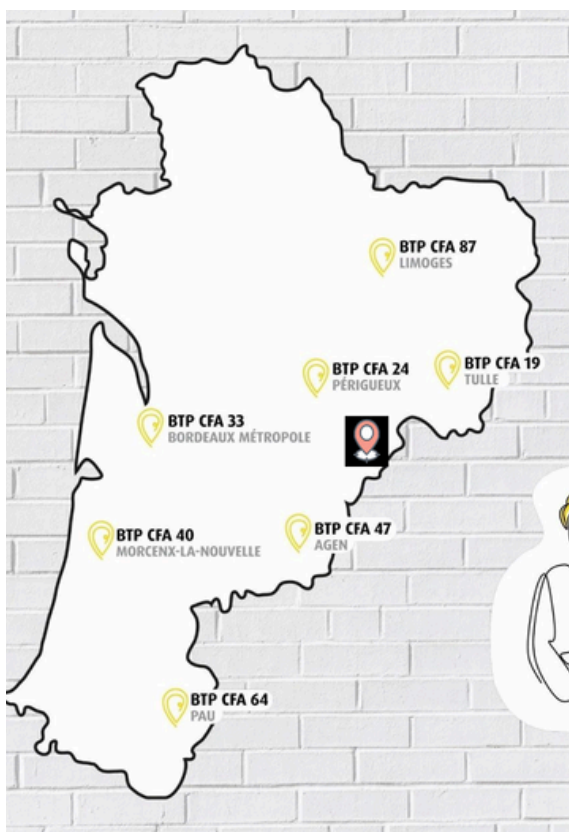 BTP CFA 87
LIMOGES
BTP CFA 24
PÉRIGUEUX
BTP CFA 19
TULLE
BTP CFA 33
BORDEAUX MÉTROPOLE
BTP CFA 40
MORCENX-LA-NOUVELLE
BTP CFA 47
AGEN
BTP CFA 64
PAU